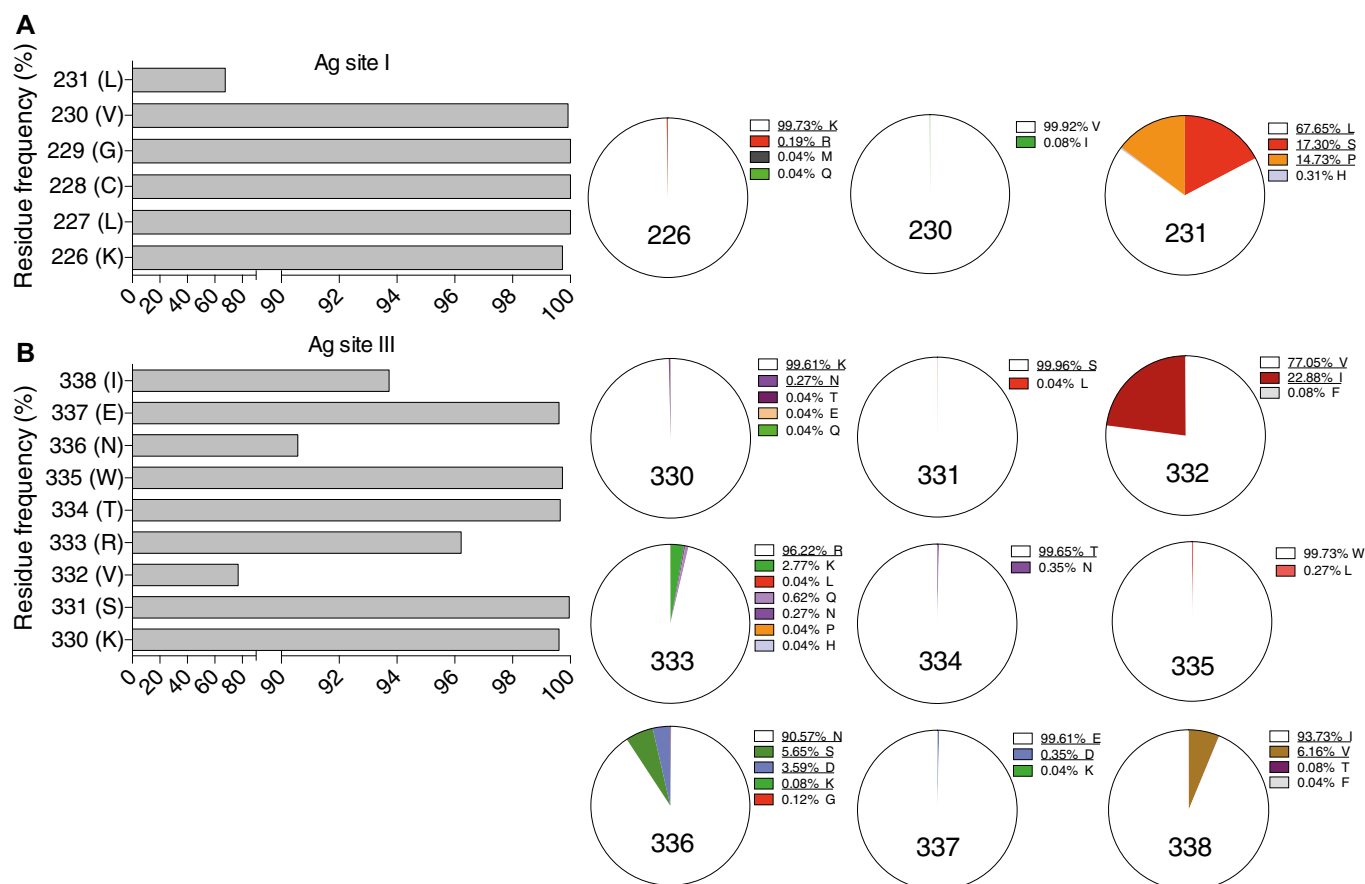 A
Ag site I
Residue frequency (%)
231 (L)
230 (V)
229 (G)
228 (C)
227 (L)
226 (K)
0 20 40 60 80 90 92 94 96 98 100
99.73% K
0.19% R
0.04% M
0.04% Q
226
99.92% V
0.08% I
230
67.65% L
17.30% S
14.73% P
0.31% H
231
B
Ag site III
Residue frequency (%)
338 (I)
337 (E)
336 (N)
335 (W)
334 (T)
333 (R)
332 (V)
331 (S)
330 (K)
0 20 40 60 80 90 92 94 96 98 100
99.61% K
0.27% N
0.04% T
0.04% E
0.04% Q
330
99.96% S
0.04% L
331
77.05% V
22.88% I
0.08% F
332
96.22% R
2.77% K
0.04% L
0.62% Q
0.27% N
0.04% P
0.04% H
333
99.65% T
0.35% N
334
99.73% W
0.27% L
335
90.57% N
5.65% S
3.59% D
0.08% K
0.12% G
336
99.61% E
0.35% D
0.04% K
337
93.73% I
6.16% V
0.08% T
0.04% F
338